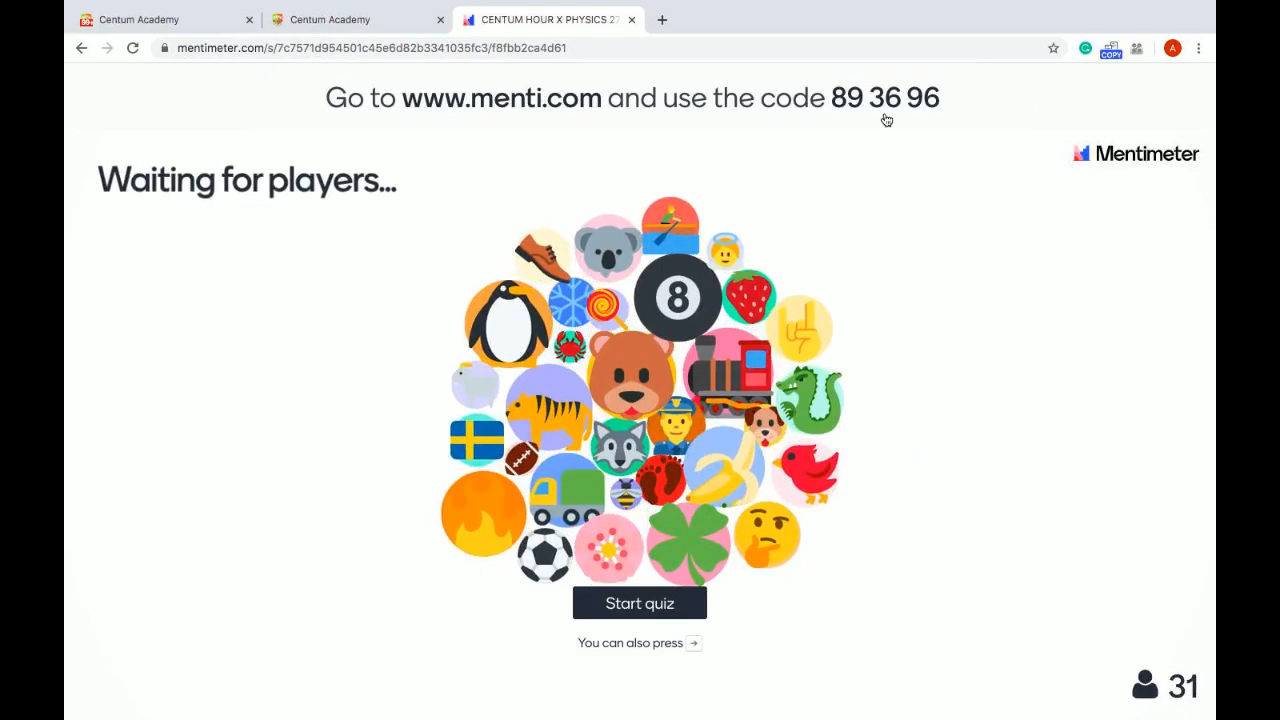 Centum Academy
Centum Academy
CENTUM HOUR X PHYSICS 27
mentimeter.com/s/7c7571d954501c45e6d82b3341035fc3/f8fbb2ca4d61
COPY
A
Go to www.menti.com and use the code 89 36 96
Mentimeter
Waiting for players...
8
Start quiz
You can also press →
31